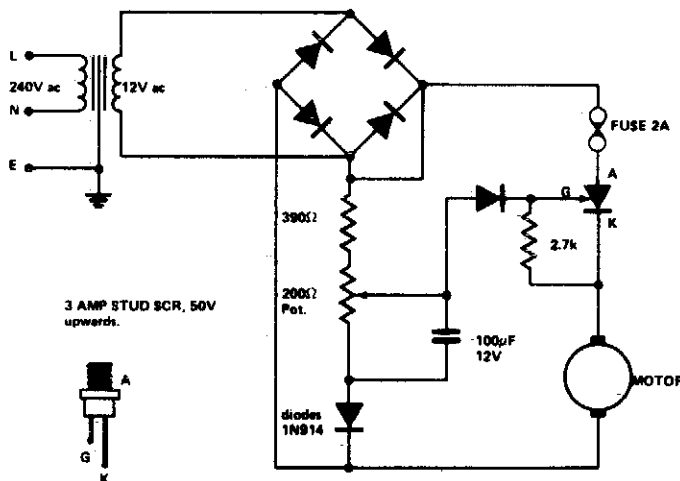 L
240V ac
12V ac
N
E
FUSE 2A
A
G
K
390Ω
2.7k
200Ω
Pot.
3 AMP STUD SCR, 50V
upwards.
100μF
12V
A
MOTOR
diodes
1N914
G
K